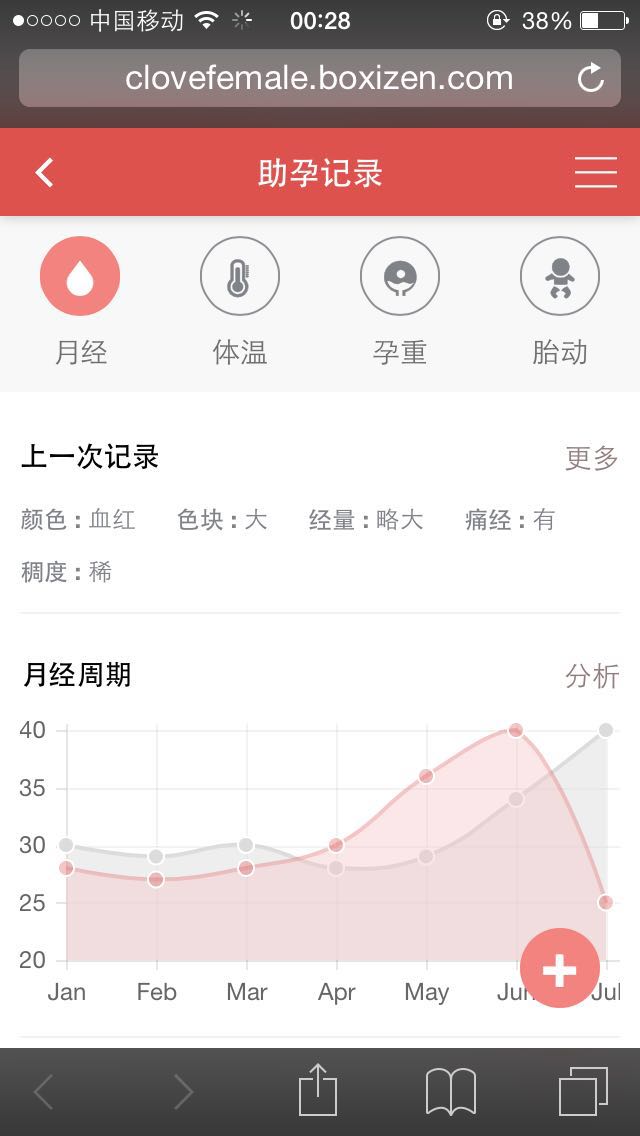 中国移动 00:28 38%
clovefemale.boxizen.com
助孕记录
月经 体温 孕重 胎动
上一次记录 更多
颜色：血红 色块：大 经量：略大 痛经：有
稠度：稀
月经周期 分析
40
35
30
25
20
Jan Feb Mar Apr May Jun Jul